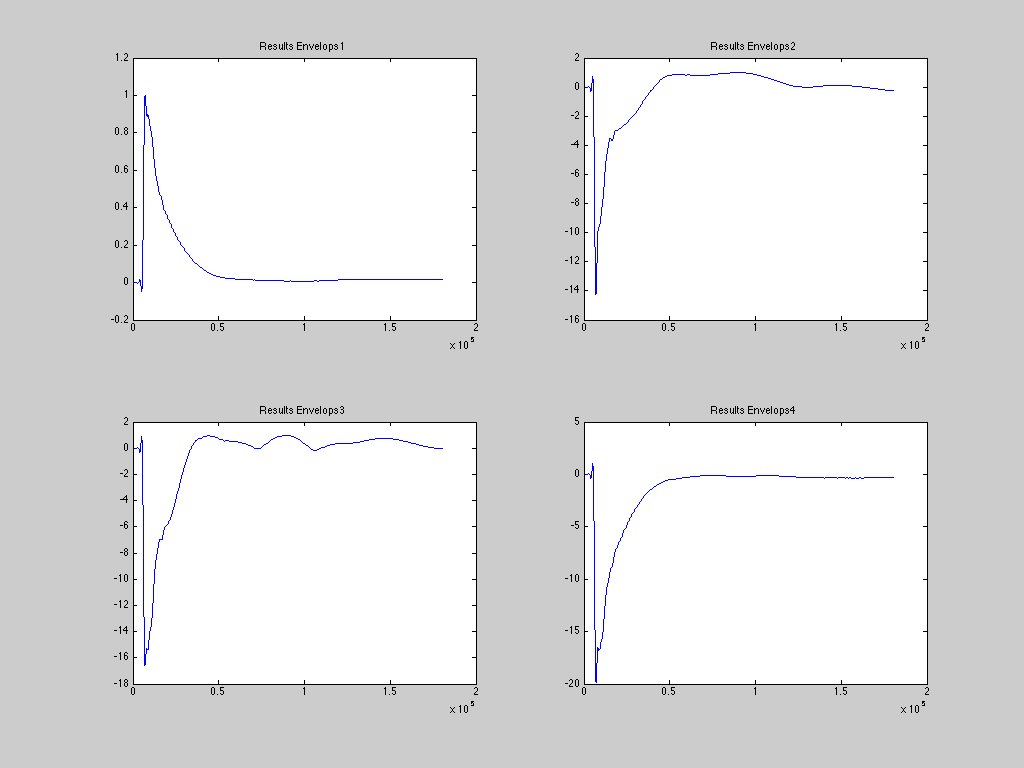 Results Envelops1
1.2
1
0.8
0.6
0.4
0.2
0
-0.2
0 0.5 1 1.5 2
x 10^5
Results Envelops2
2
0
-2
-4
-6
-8
-10
-12
-14
-16
0 0.5 1 1.5 2
x 10^5
Results Envelops3
2
0
-2
-4
-6
-8
-10
-12
-14
-16
-18
0 0.5 1 1.5 2
x 10^5
Results Envelops4
5
0
-5
-10
-15
-20
0 0.5 1 1.5 2
x 10^5